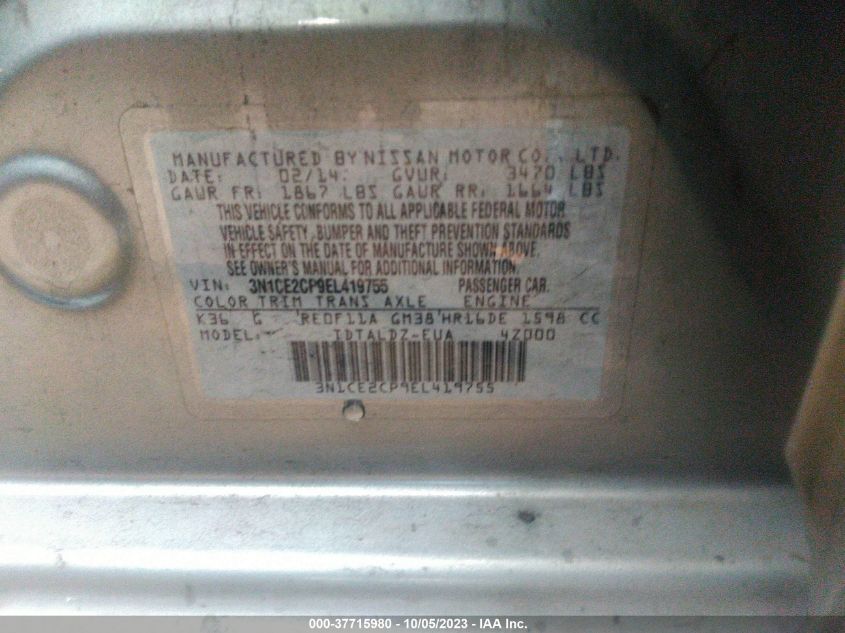 MANUFACTURED BY NISSAN MOTOR CO., LTD.
DATE: 02/14 GVWR: 3470 LBS
GAWR FR: 1867 LBS GAWR RR: 1664 LBS
THIS VEHICLE CONFORMS TO ALL APPLICABLE FEDERAL MOTOR
VEHICLE SAFETY, BUMPER AND THEFT PREVENTION STANDARDS
IN EFFECT ON THE DATE OF MANUFACTURE SHOWN ABOVE.
SEE OWNER'S MANUAL FOR ADDITIONAL INFORMATION.
VIN: 3N1CE2CP9EL419755 PASSENGER CAR.
COLOR TRIM TRANS AXLE ENGINE
K36 G RE0F11A GM38 HR16DE 1598 CC
MODEL: IDTALDZ-EUA 4Z000
3N1CE2CP9EL419755
000-37715980 - 10/05/2023 - IAA Inc.